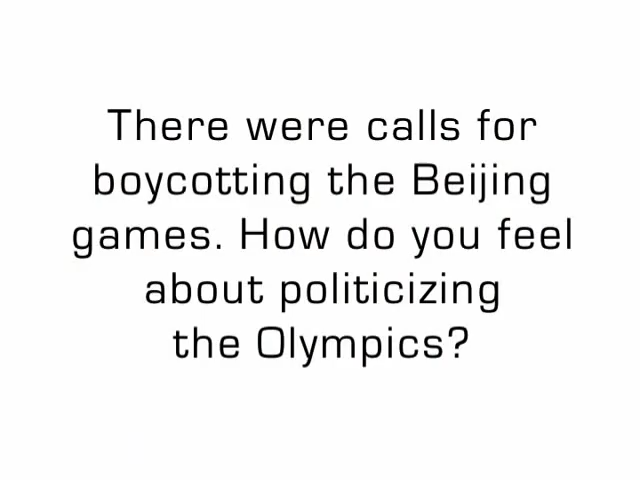 There were calls for
boycotting the Beijing
games. How do you feel
about politicizing
the Olympics?